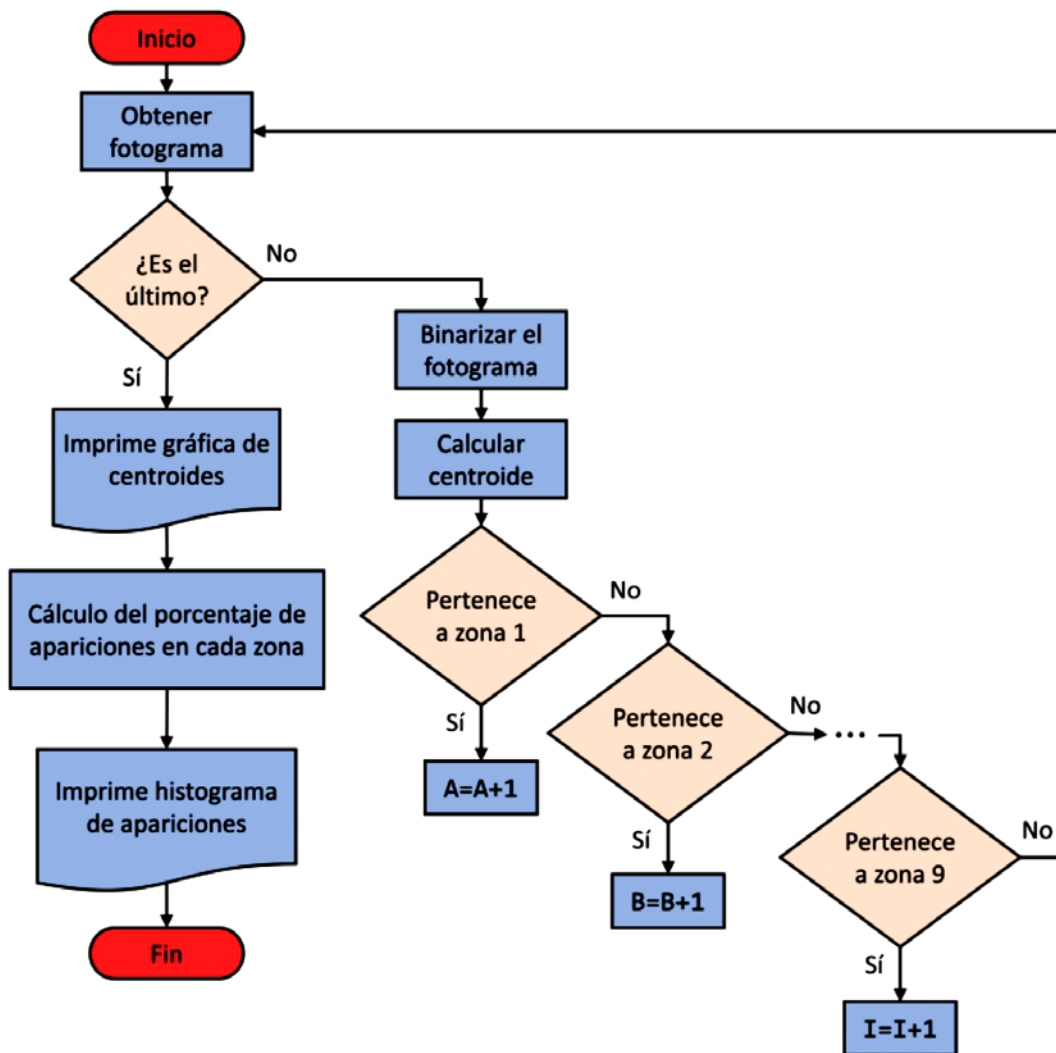 Inicio
Obtener
fotograma
¿Es el
último?
No
Sí
Imprime gráfica de
centroides
Cálculo del porcentaje de
apariciones en cada zona
Imprime histograma
de apariciones
Fin
Binarizar el
fotograma
Calcular
centroide
Pertenece
a zona 1
No
Sí
A=A+1
Pertenece
a zona 2
No
...
Sí
B=B+1
Pertenece
a zona 9
No
Sí
I=I+1